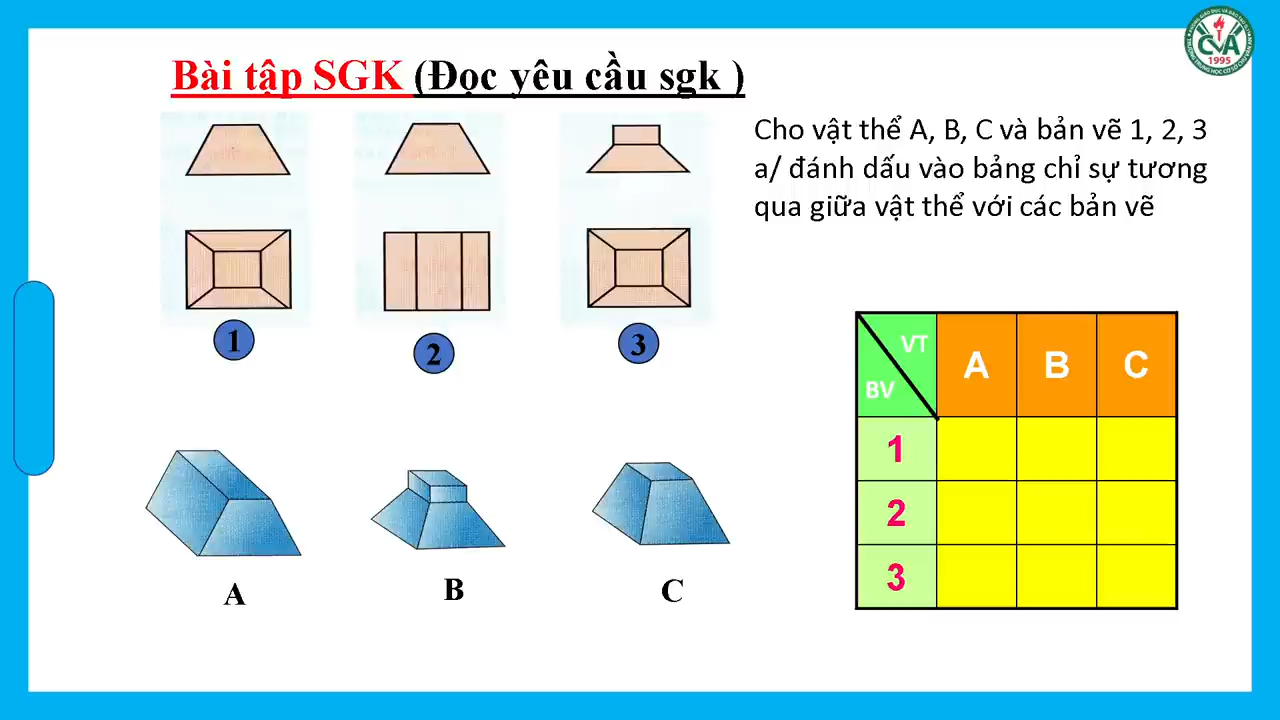 Bài tập SGK (Đọc yêu cầu sgk )
Cho vật thể A, B, C và bản vẽ 1, 2, 3
a/ đánh dấu vào bảng chỉ sự tương
qua giữa vật thể với các bản vẽ
1
2
3
A
B
C
VT
BV
A
B
C
1
2
3
CVA
1995